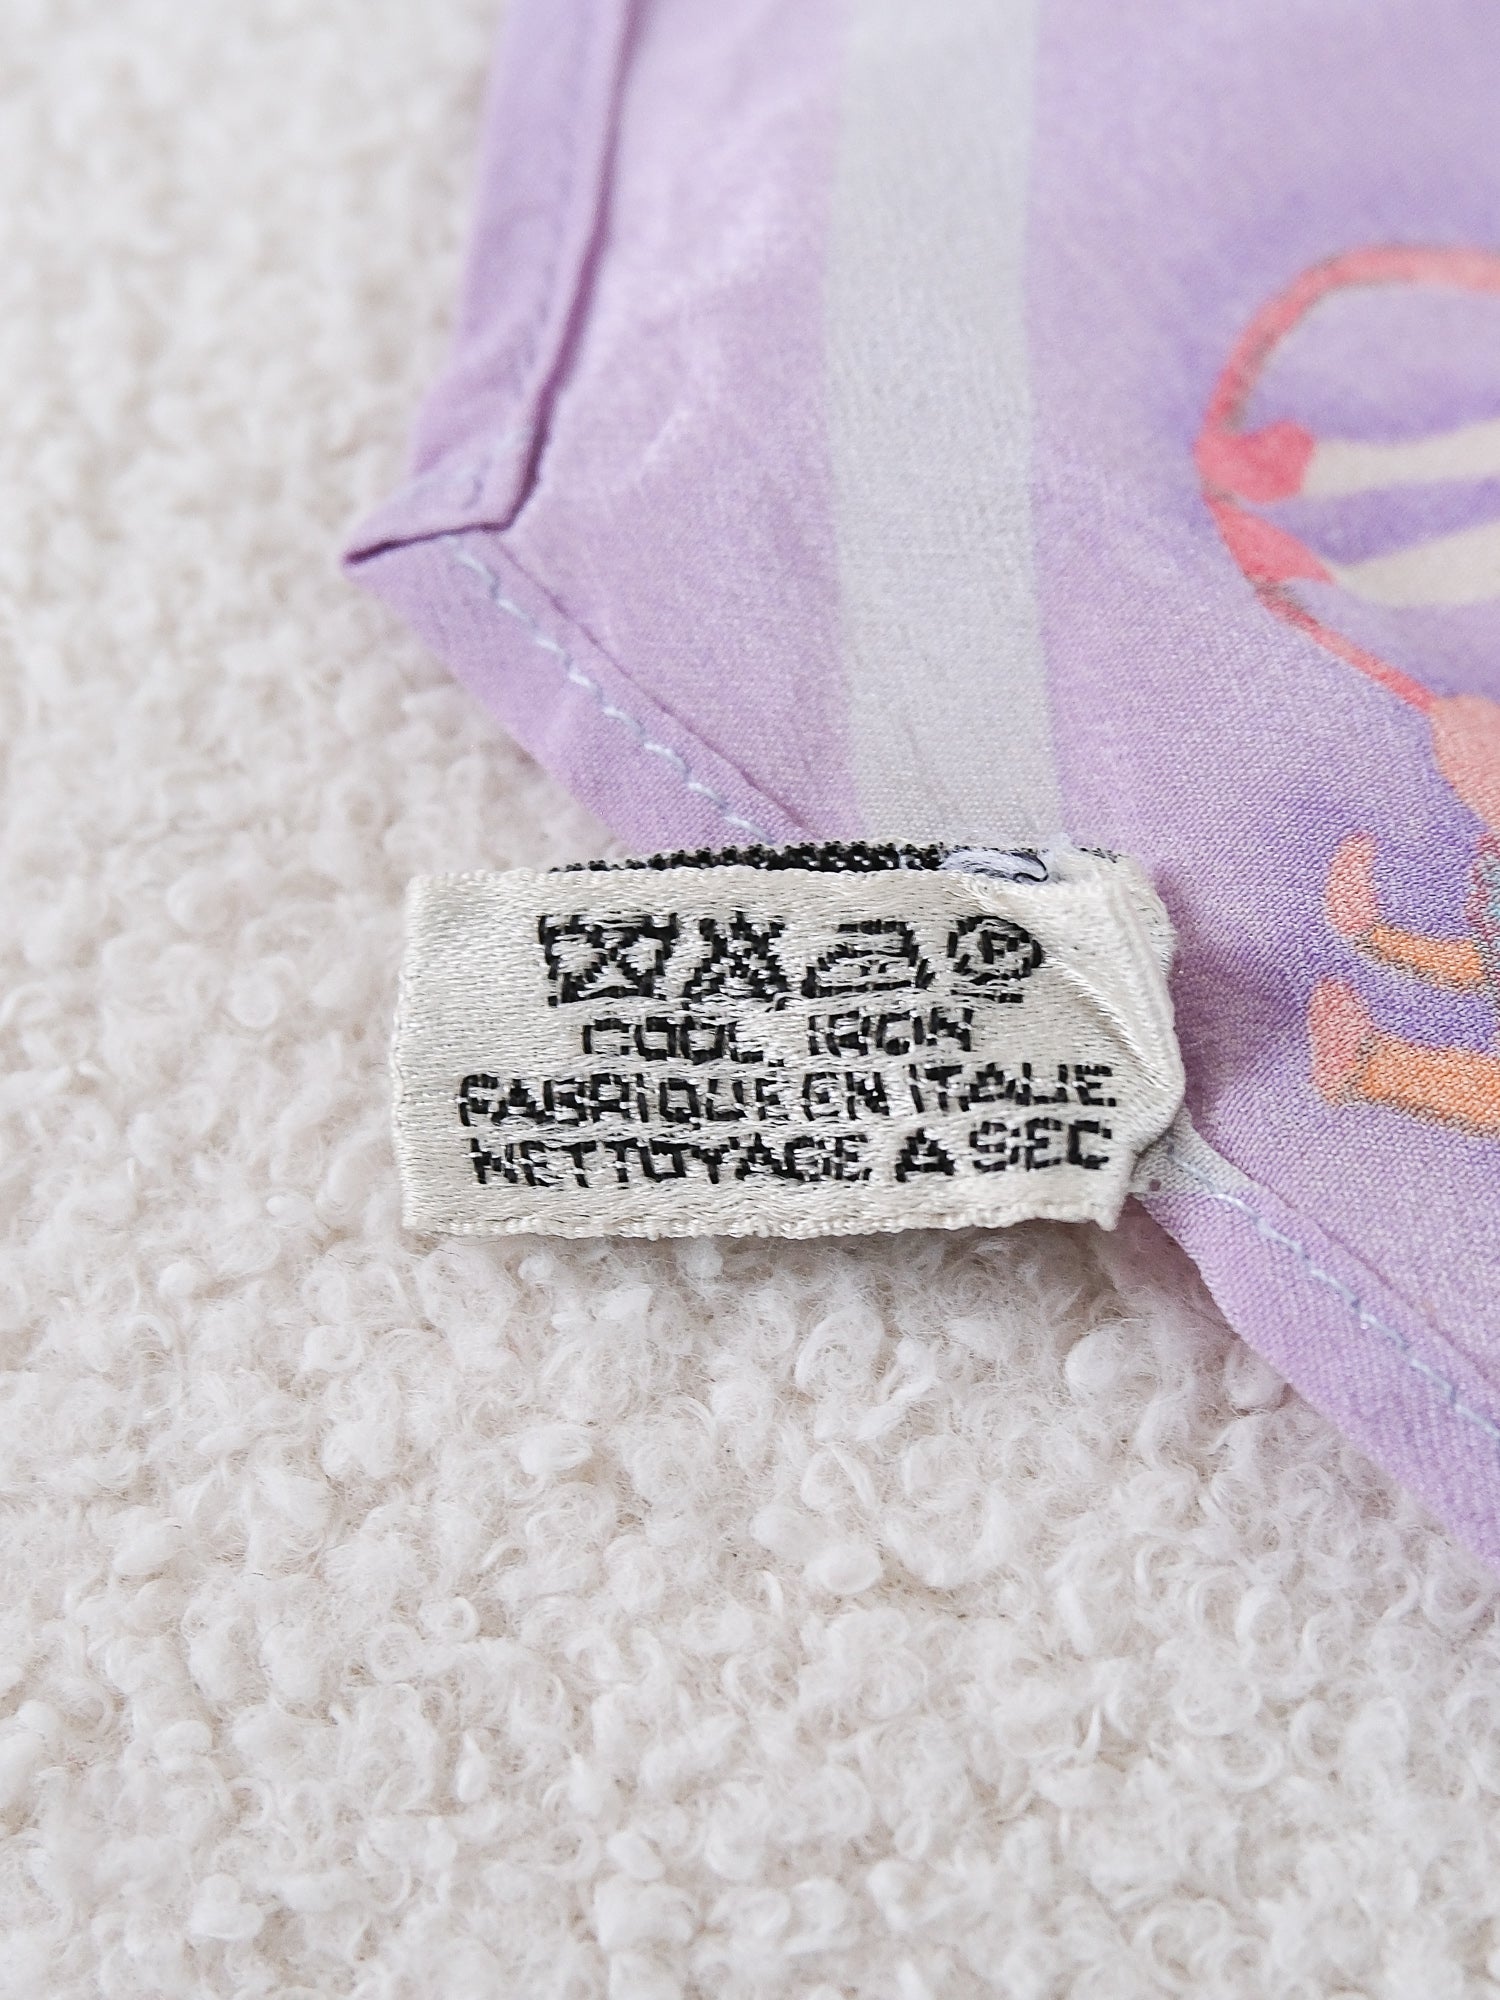 F
COOL IRON
FABRIQUE EN ITALIE
NETTOYAGE A SEC